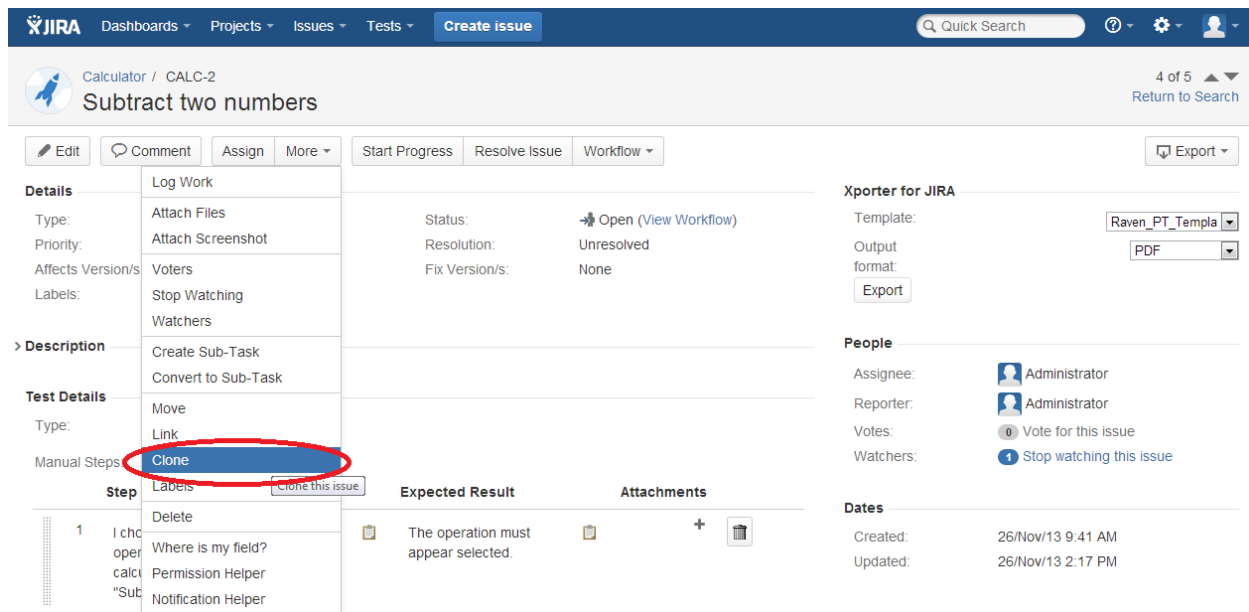 JIRA Dashboards Projects Issues Tests Create issue Quick Search
Calculator / CALC-2 4 of 5
Subtract two numbers Return to Search
Edit Comment Assign More Start Progress Resolve Issue Workflow Export
Log Work
Attach Files
Attach Screenshot
Voters
Stop Watching
Watchers
Create Sub-Task
Convert to Sub-Task
Move
Link
Clone
Labels
Clone this issue
Delete
Where is my field?
Permission Helper
Notification Helper
Details
Type: Status: Open (View Workflow)
Priority: Resolution: Unresolved
Affects Version/s Fix Version/s: None
Labels:
Description
Test Details
Type:
Manual Steps:
Step Expected Result Attachments
1 The operation must
appear selected.
Xporter for JIRA
Template: Raven_PT_Templa
Output PDF
format:
Export
People
Assignee: Administrator
Reporter: Administrator
Votes: 0 Vote for this issue
Watchers: 1 Stop watching this issue
Dates
Created: 26/Nov/13 9:41 AM
Updated: 26/Nov/13 2:17 PM